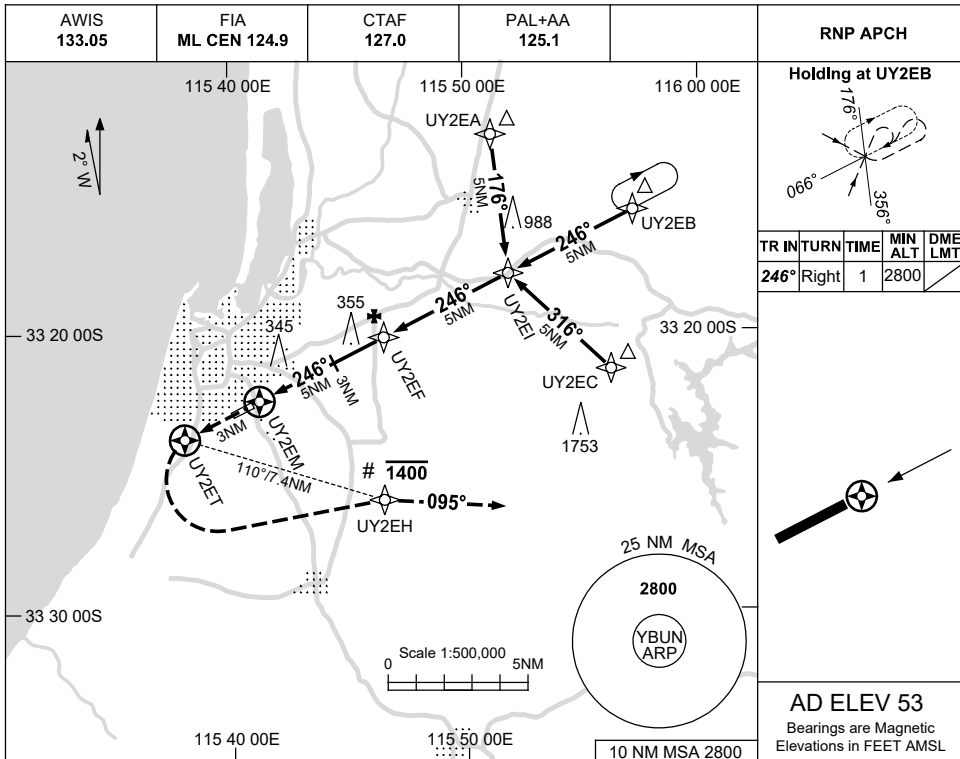 AWIS
133.05
FIA
ML CEN 124.9
CTAF
127.0
PAL+AA
125.1
RNP APCH
115 40 00E
115 50 00E
116 00 00E
2° W
UY2EA
176°
5NM
988
UY2EB
246°
5NM
246°
5NM
UY2EI
316°
5NM
UY2EC
1753
33 20 00S
33 20 00S
345
355
UY2EF
246°
5NM
3NM
UY2EM
3NM
UY2ET
110°/7.4NM
# 1400
UY2EH
095°
33 30 00S
Scale 1:500,000
0 5NM
25 NM MSA
2800
YBUN
ARP
115 40 00E
115 50 00E
10 NM MSA 2800
Holding at UY2EB
176°
066°
356°
TR IN TURN TIME MIN ALT DME LMT
246° Right 1 2800
AD ELEV 53
Bearings are Magnetic
Elevations in FEET AMSL